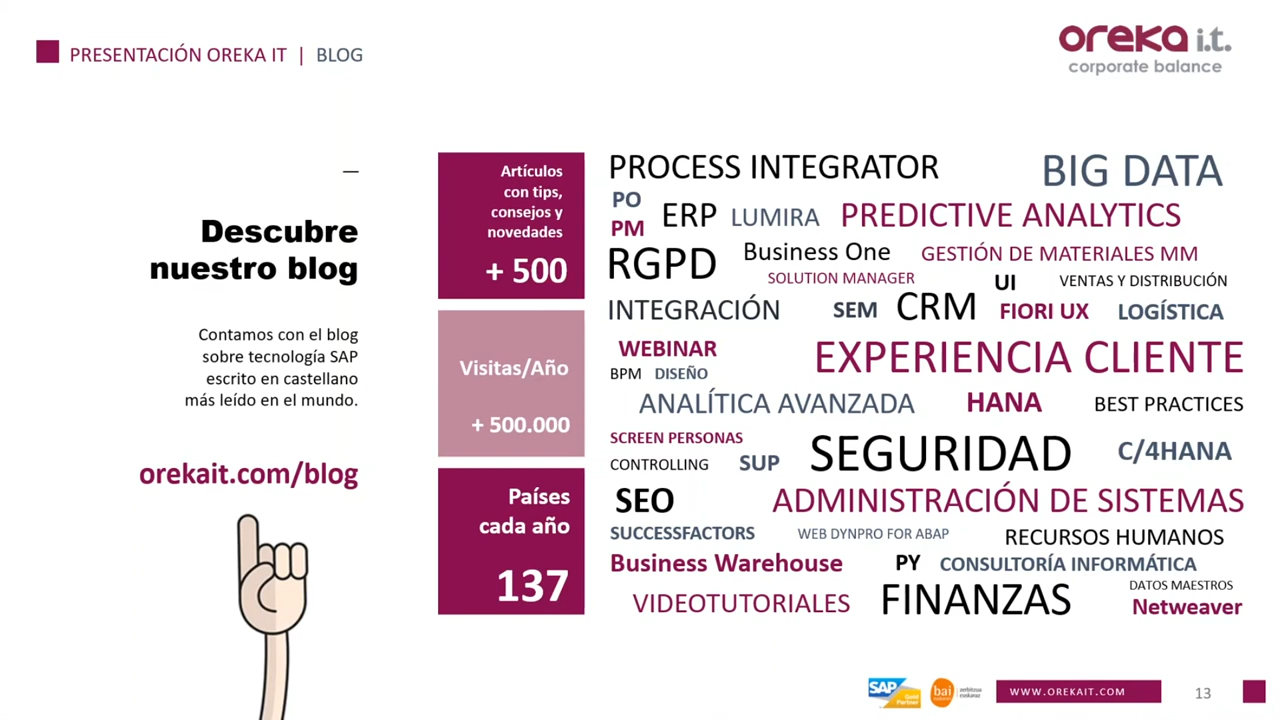 PRESENTACIÓN OREKA IT | BLOG
oreka i.t.
corporate balance
Descubre
nuestro blog
Contamos con el blog
sobre tecnología SAP
escrito en castellano
más leído en el mundo.
orekait.com/blog
Artículos
con tips,
consejos y
novedades
+ 500
Visitas/Año
+ 500.000
Países
cada año
137
PROCESS INTEGRATOR
BIG DATA
PO
PM
ERP
LUMIRA
PREDICTIVE ANALYTICS
RGPD
Business One
GESTIÓN DE MATERIALES MM
SOLUTION MANAGER
UI
VENTAS Y DISTRIBUCIÓN
INTEGRACIÓN
SEM
CRM
FIORI UX
LOGÍSTICA
WEBINAR
EXPERIENCIA CLIENTE
BPM
DISEÑO
ANALÍTICA AVANZADA
HANA
BEST PRACTICES
SCREEN PERSONAS
CONTROLLING
SUP
SEGURIDAD
C/4HANA
SEO
ADMINISTRACIÓN DE SISTEMAS
SUCCESSFACTORS
WEB DYNPRO FOR ABAP
RECURSOS HUMANOS
Business Warehouse
PY
CONSULTORÍA INFORMÁTICA
VIDEOTUTORIALES
FINANZAS
DATOS MAESTROS
Netweaver
SAP
Gold
Partner
bai
WWW.OREKAIT.COM
13